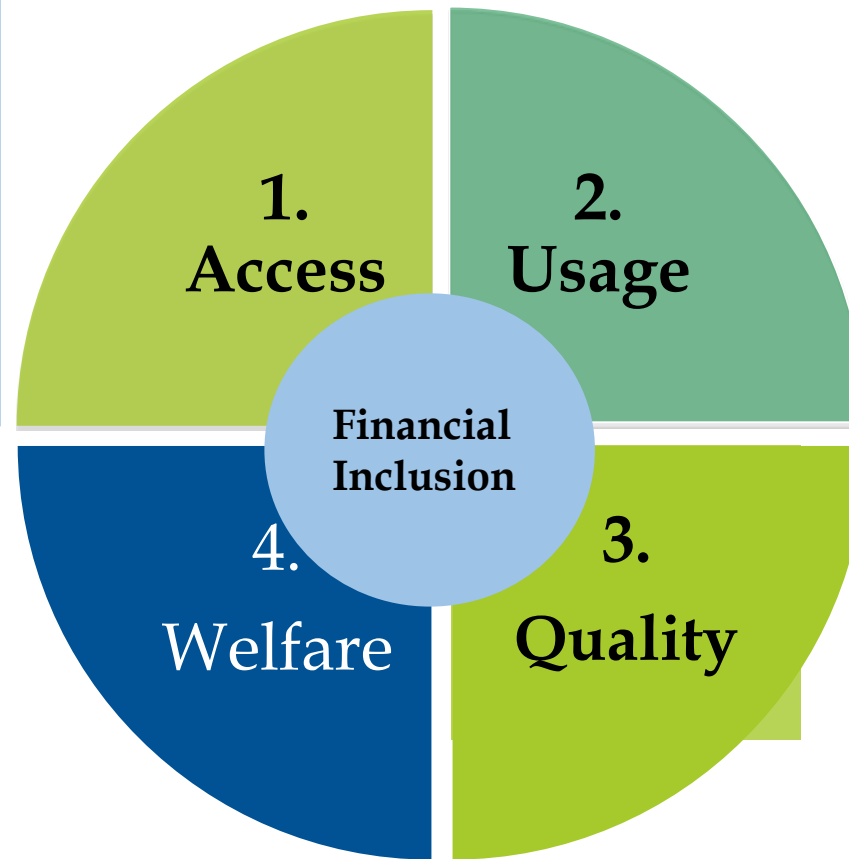 1.
Access
2.
Usage
Financial
Inclusion
3.
Quality
4.
Welfare